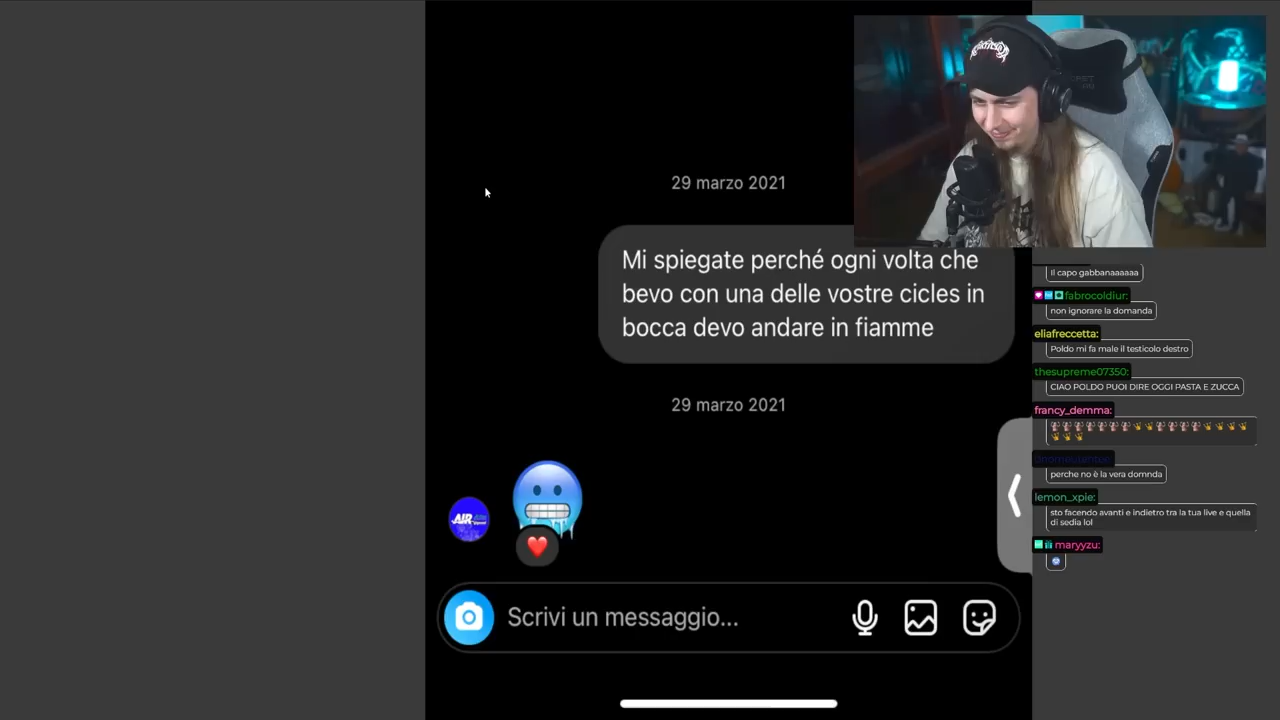 29 marzo 2021
Mi spiegate perché ogni volta che
bevo con una delle vostre cicles in
bocca devo andare in fiamme
29 marzo 2021
AIR
Scrivi un messaggio...
Il capo gabbanaaaaaa
fabrocoldiur:
non ignorare la domanda
eliafreccetta:
Poldo mi fa male il testicolo destro
thesupreme07350:
CIAO POLDO PUOI DIRE OGGI PASTA E ZUCCA
francy_demma:
perche no è la vera domnda
lemon_xpie:
sto facendo avanti e indietro tra la tua live e quella
di sedia lol
maryyzu: